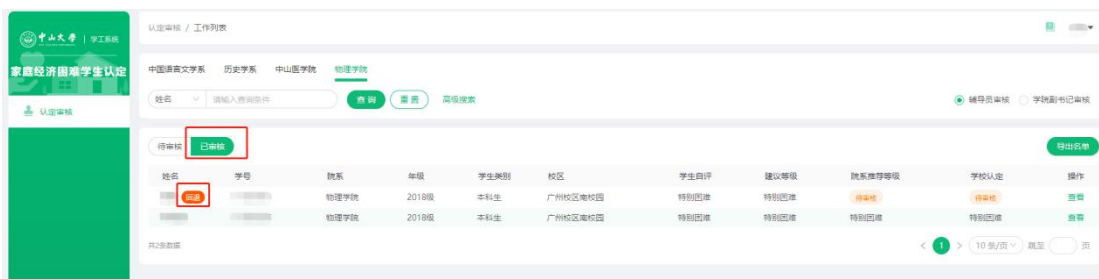 中山大学 | 学工系统
家庭经济困难学生认定
认定审核
认定审核 / 工作列表
中国语言文学系 历史学系 中山医学院 物理学院
姓名 请输入查询条件 查询 重置 高级搜索 辅导员审核 学院副书记审核
待审核 已审核 导出名单
姓名 学号 院系 年级 学生类别 校区 学生自评 建议等级 院系推荐等级 学校认定 操作
回退 物理学院 2018级 本科生 广州校区南校园 特别困难 特别困难 待审核 待审核 查看
物理学院 2018级 本科生 广州校区南校园 特别困难 特别困难 特别困难 特别困难 查看
共2条数据 < 1 > 10 条/页 跳至 页